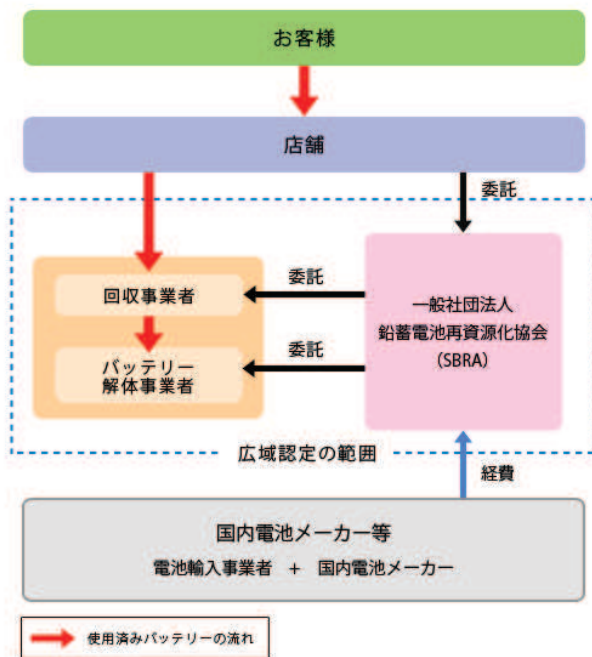 お客様
店舗
委託
回収事業者
委託
一般社団法人
鉛蓄電池再資源化協会
（SBRA）
バッテリー
解体事業者
委託
広域認定の範囲
経費
国内電池メーカー等
電池輸入事業者　+　国内電池メーカー
使用済みバッテリーの流れ